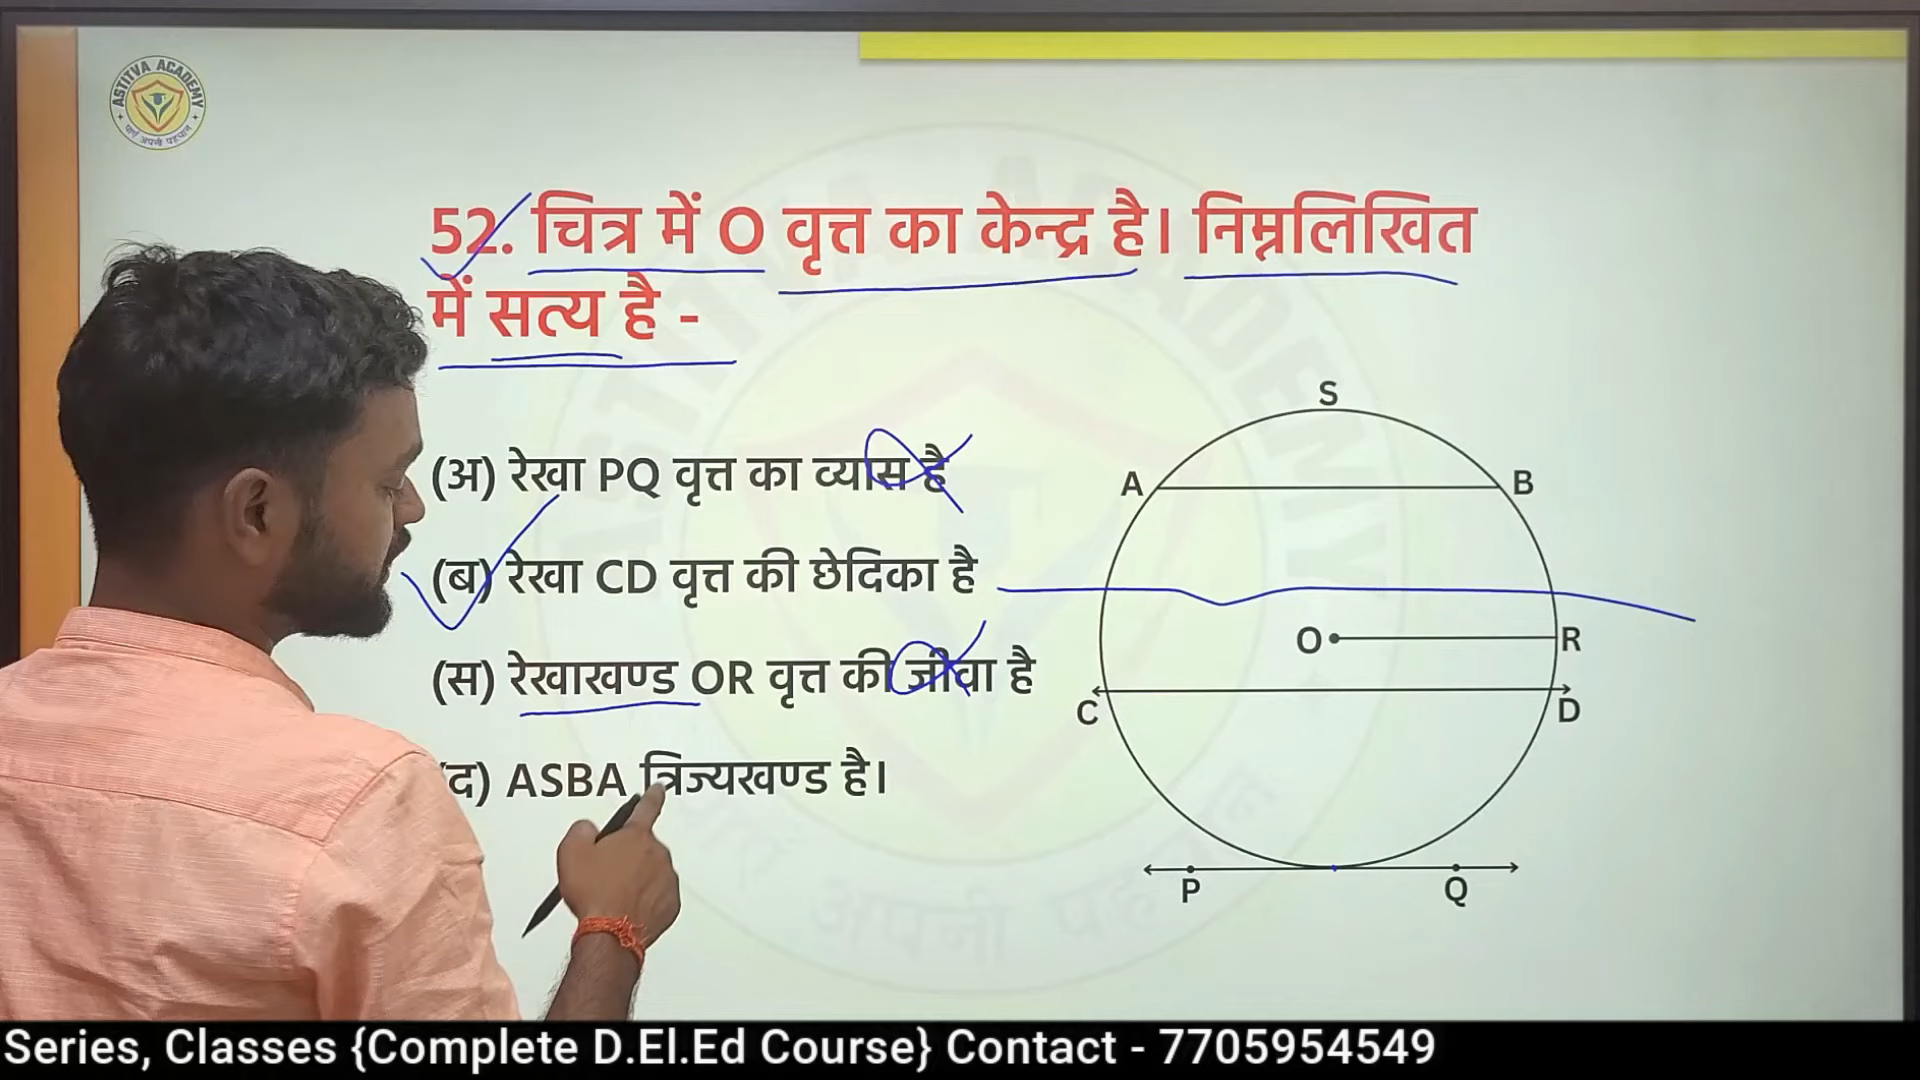 ASTITVA ACADEMY
52. चित्र में O वृत्त का केन्द्र है। निम्नलिखित
में सत्य है -
(अ) रेखा PQ वृत्त का व्यास है
(ब) रेखा CD वृत्त की छेदिका है
(स) रेखाखण्ड OR वृत्त की जीवा है
(द) ASBA त्रिज्यखण्ड है।
S
A
B
O
R
C
D
P
Q
Series, Classes {Complete D.El.Ed Course} Contact - 7705954549